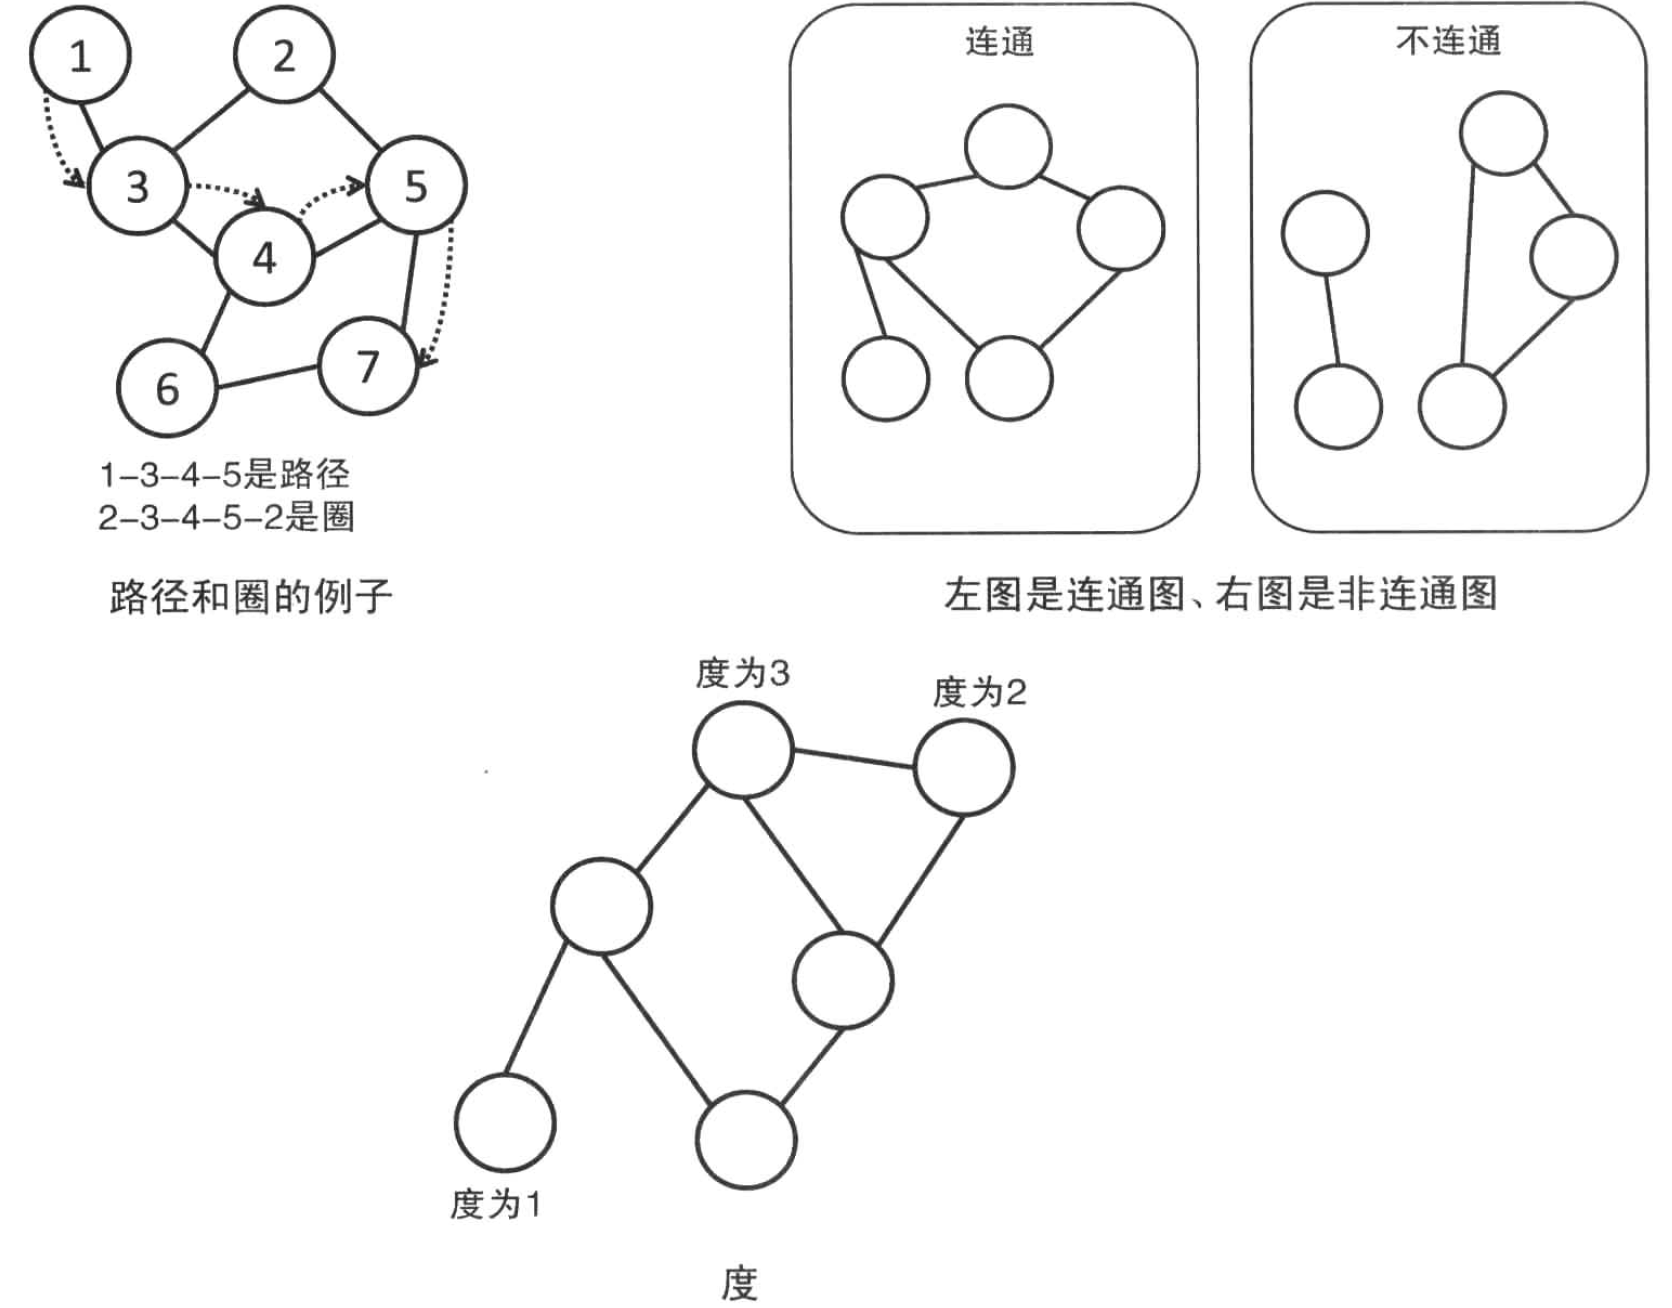 1
2
3
5
4
7
6
1–3–4–5是路径
2–3–4–5–2是圈
路径和圈的例子
连通
不连通
左图是连通图、右图是非连通图
度为3
度为2
度为1
度